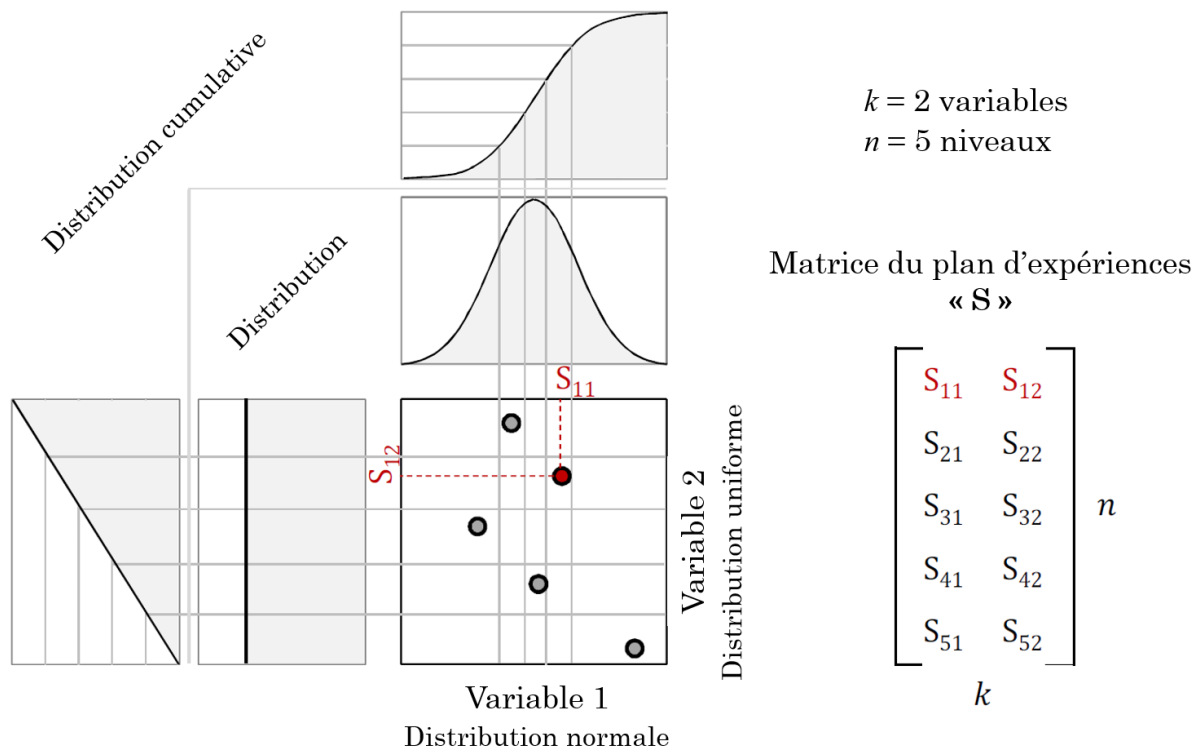 Distribution cumulative
Distribution
k = 2 variables
n = 5 niveaux
Matrice du plan d’expériences
« S »
S11
S12
Variable 2
Distribution uniforme
Variable 1
Distribution normale
S11 S12
S21 S22
S31 S32
S41 S42
S51 S52
n
k